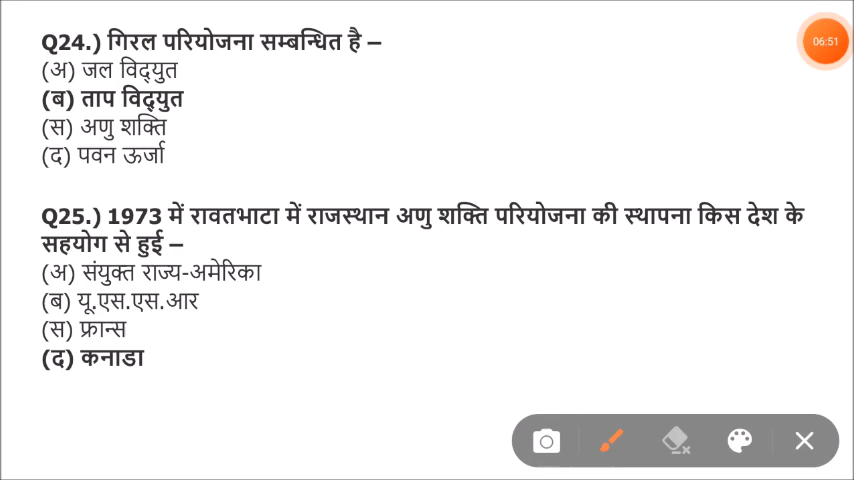 Q24.) गिरल परियोजना सम्बन्धित है –
(अ) जल विद्युत
(ब) ताप विद्युत
(स) अणु शक्ति
(द) पवन ऊर्जा
Q25.) 1973 में रावतभाटा में राजस्थान अणु शक्ति परियोजना की स्थापना किस देश के
सहयोग से हुई –
(अ) संयुक्त राज्य-अमेरिका
(ब) यू.एस.एस.आर
(स) फ्रान्स
(द) कनाडा
06:51